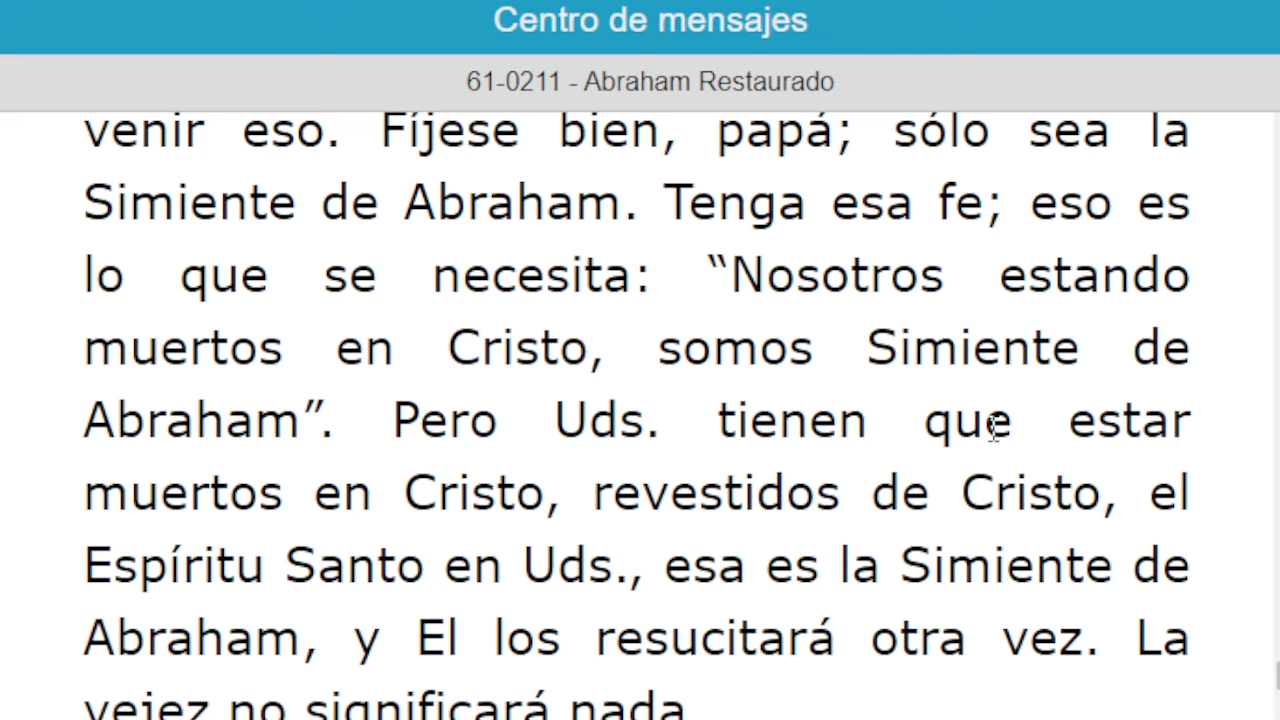 Centro de mensajes
61-0211 - Abraham Restaurado
venir eso. Fíjese bien, papá; sólo sea la
Simiente de Abraham. Tenga esa fe; eso es
lo que se necesita: “Nosotros estando
muertos en Cristo, somos Simiente de
Abraham”. Pero Uds. tienen que estar
muertos en Cristo, revestidos de Cristo, el
Espíritu Santo en Uds., esa es la Simiente de
Abraham, y El los resucitará otra vez. La
vejez no significará nada